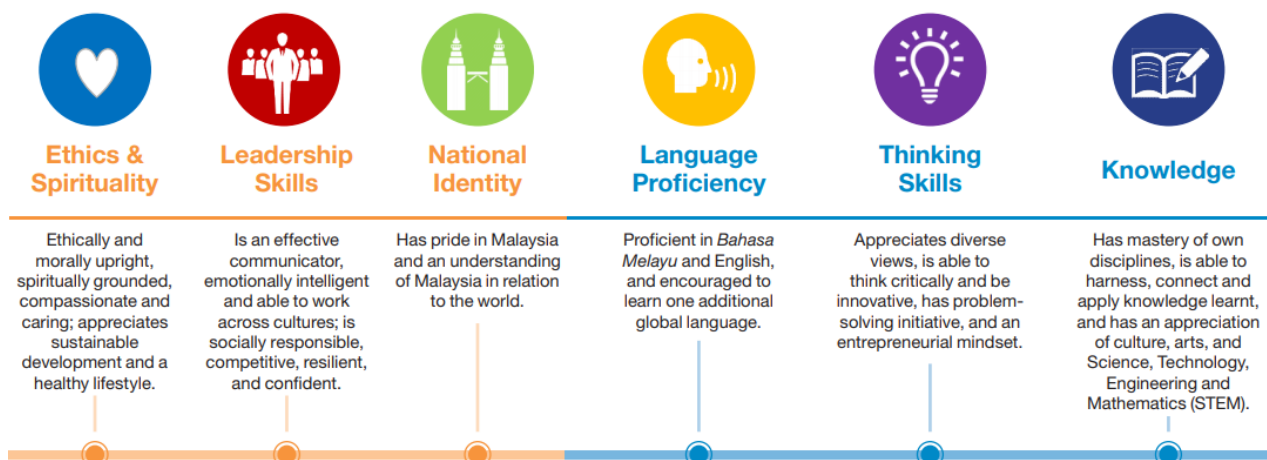 Ethics &
Spirituality
Ethically and
morally upright,
spiritually grounded,
compassionate and
caring; appreciates
sustainable
development and a
healthy lifestyle.
Leadership
Skills
Is an effective
communicator,
emotionally intelligent
and able to work
across cultures; is
socially responsible,
competitive, resilient,
and confident.
National
Identity
Has pride in Malaysia
and an understanding
of Malaysia in relation
to the world.
Language
Proficiency
Proficient in Bahasa
Melayu and English,
and encouraged to
learn one additional
global language.
Thinking
Skills
Appreciates diverse
views, is able to
think critically and be
innovative, has problem-
solving initiative, and an
entrepreneurial mindset.
Knowledge
Has mastery of own
disciplines, is able to
harness, connect and
apply knowledge learnt,
and has an appreciation
of culture, arts, and
Science, Technology,
Engineering and
Mathematics (STEM).